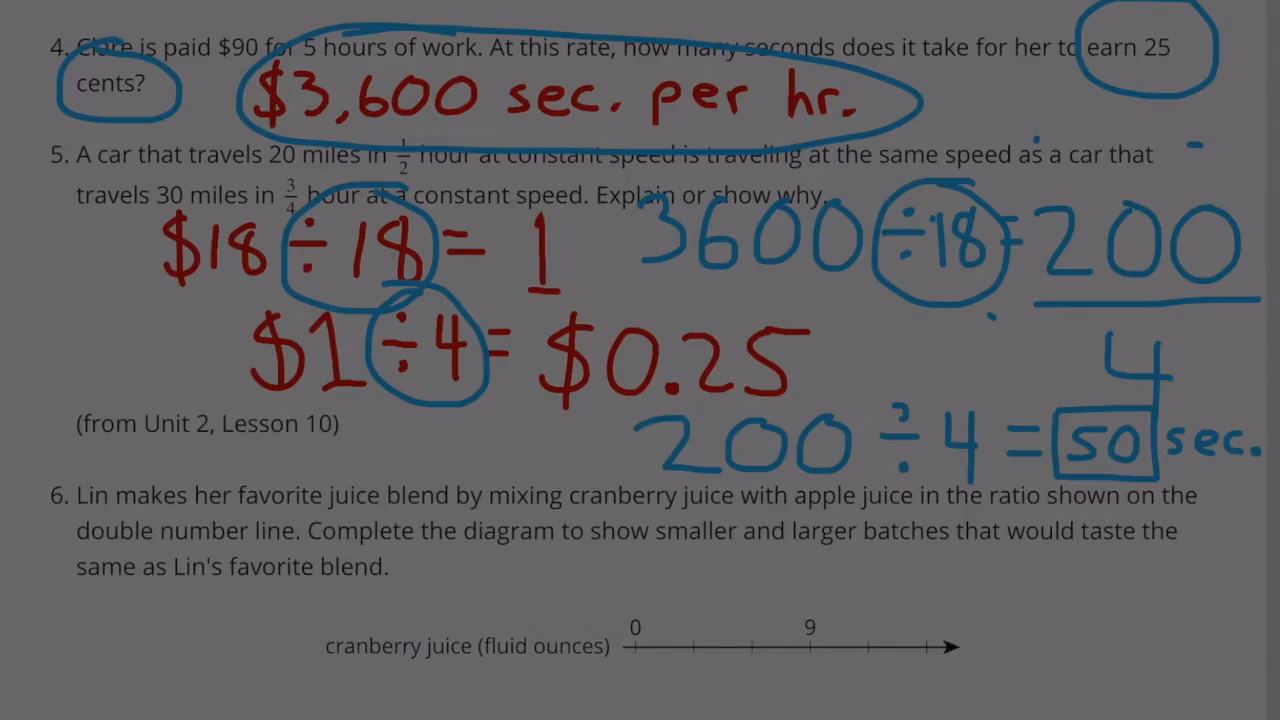 4. Clare is paid $90 for 5 hours of work. At this rate, how many seconds does it take for her to earn 25
cents?
$3,600 sec. per hr.
5. A car that travels 20 miles in 1/2 hour at constant speed is traveling at the same speed as a car that
travels 30 miles in 3/4 hour at a constant speed. Explain or show why.
$18 ÷ 18 = 1
3600 ÷ 18 = 200
$1 ÷ 4 = $0.25
4
200 ÷ 4 = 50 sec.
(from Unit 2, Lesson 10)
6. Lin makes her favorite juice blend by mixing cranberry juice with apple juice in the ratio shown on the
double number line. Complete the diagram to show smaller and larger batches that would taste the
same as Lin's favorite blend.
0 9
cranberry juice (fluid ounces)